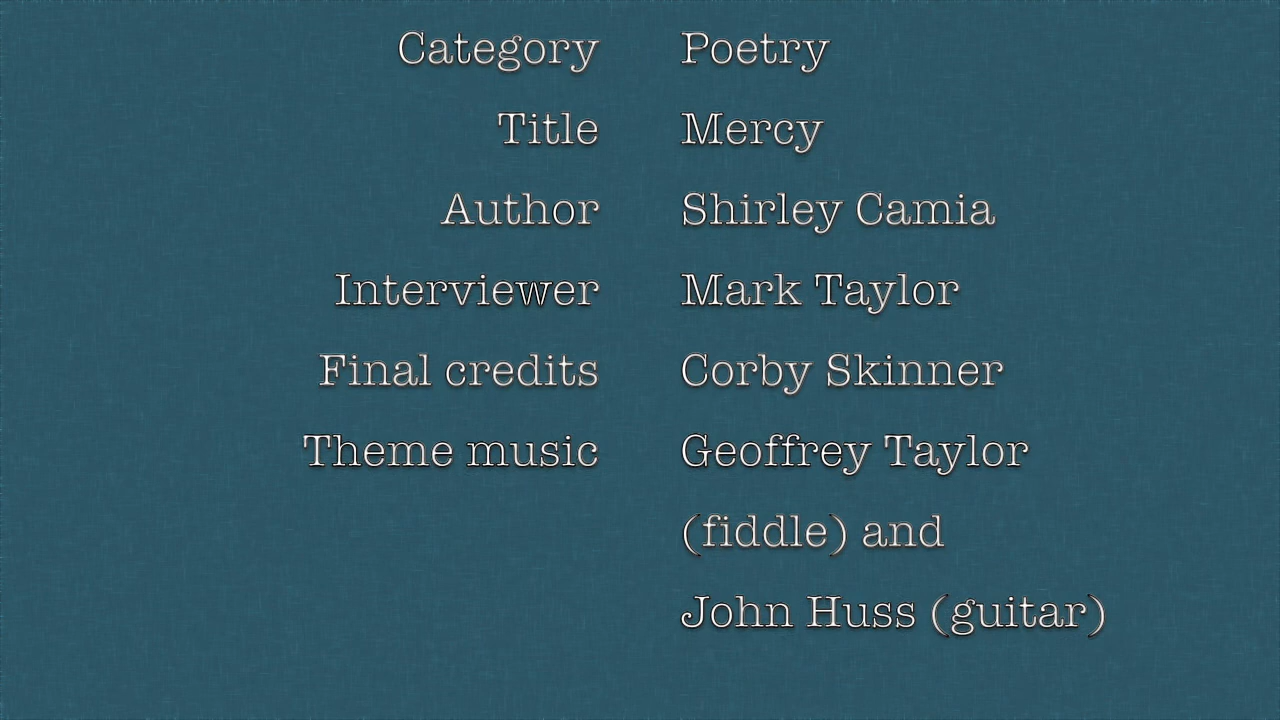 Category Poetry
Title Mercy
Author Shirley Camia
Interviewer Mark Taylor
Final credits Corby Skinner
Theme music Geoffrey Taylor
(fiddle) and
John Huss (guitar)